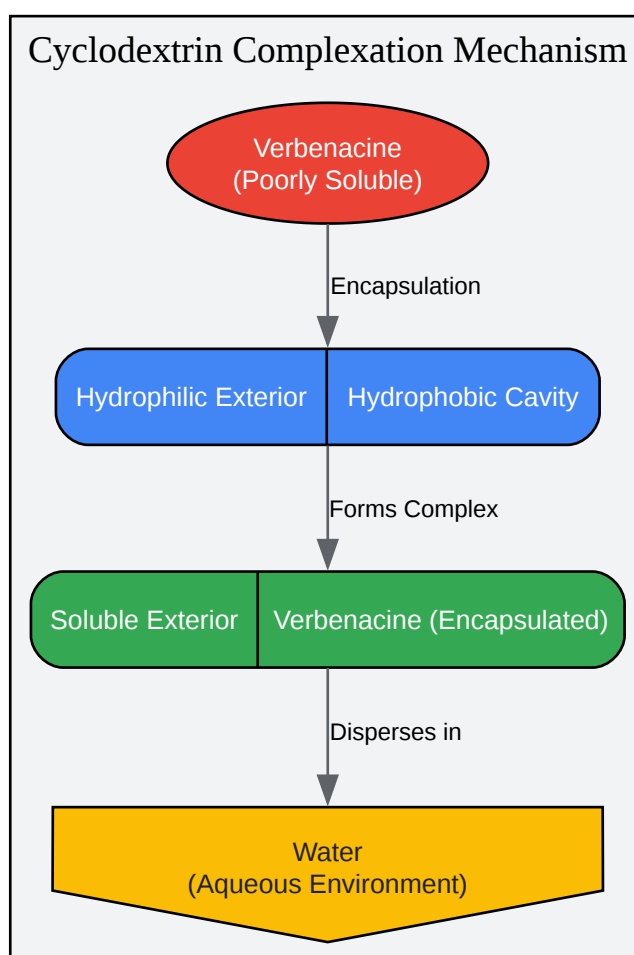 Cyclodextrin Complexation Mechanism
Verbenacine
(Poorly Soluble)
Encapsulation
Hydrophilic Exterior
Hydrophobic Cavity
Forms Complex
Soluble Exterior
Verbenacine (Encapsulated)
Disperses in
Water
(Aqueous Environment)